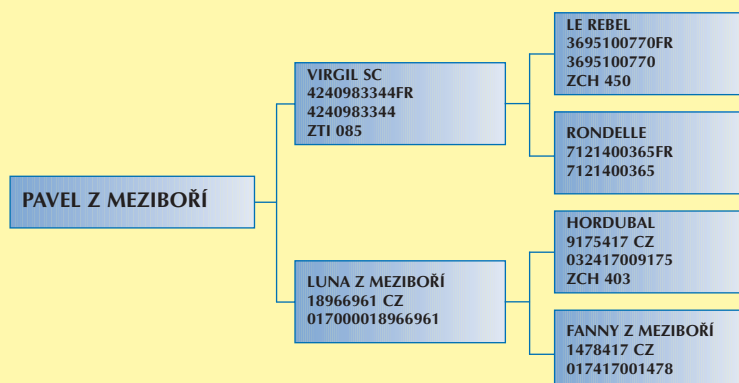 PAVEL Z MEZIBOŘÍ
VIRGIL SC
4240983344FR
4240983344
ZTI 085
LUNA Z MEZIBOŘÍ
18966961 CZ
017000018966961
LE REBEL
3695100770FR
3695100770
ZCH 450
RONDELLE
7121400365FR
7121400365
HORDUBAL
9175417 CZ
032417009175
ZCH 403
FANNY Z MEZIBOŘÍ
1478417 CZ
017417001478